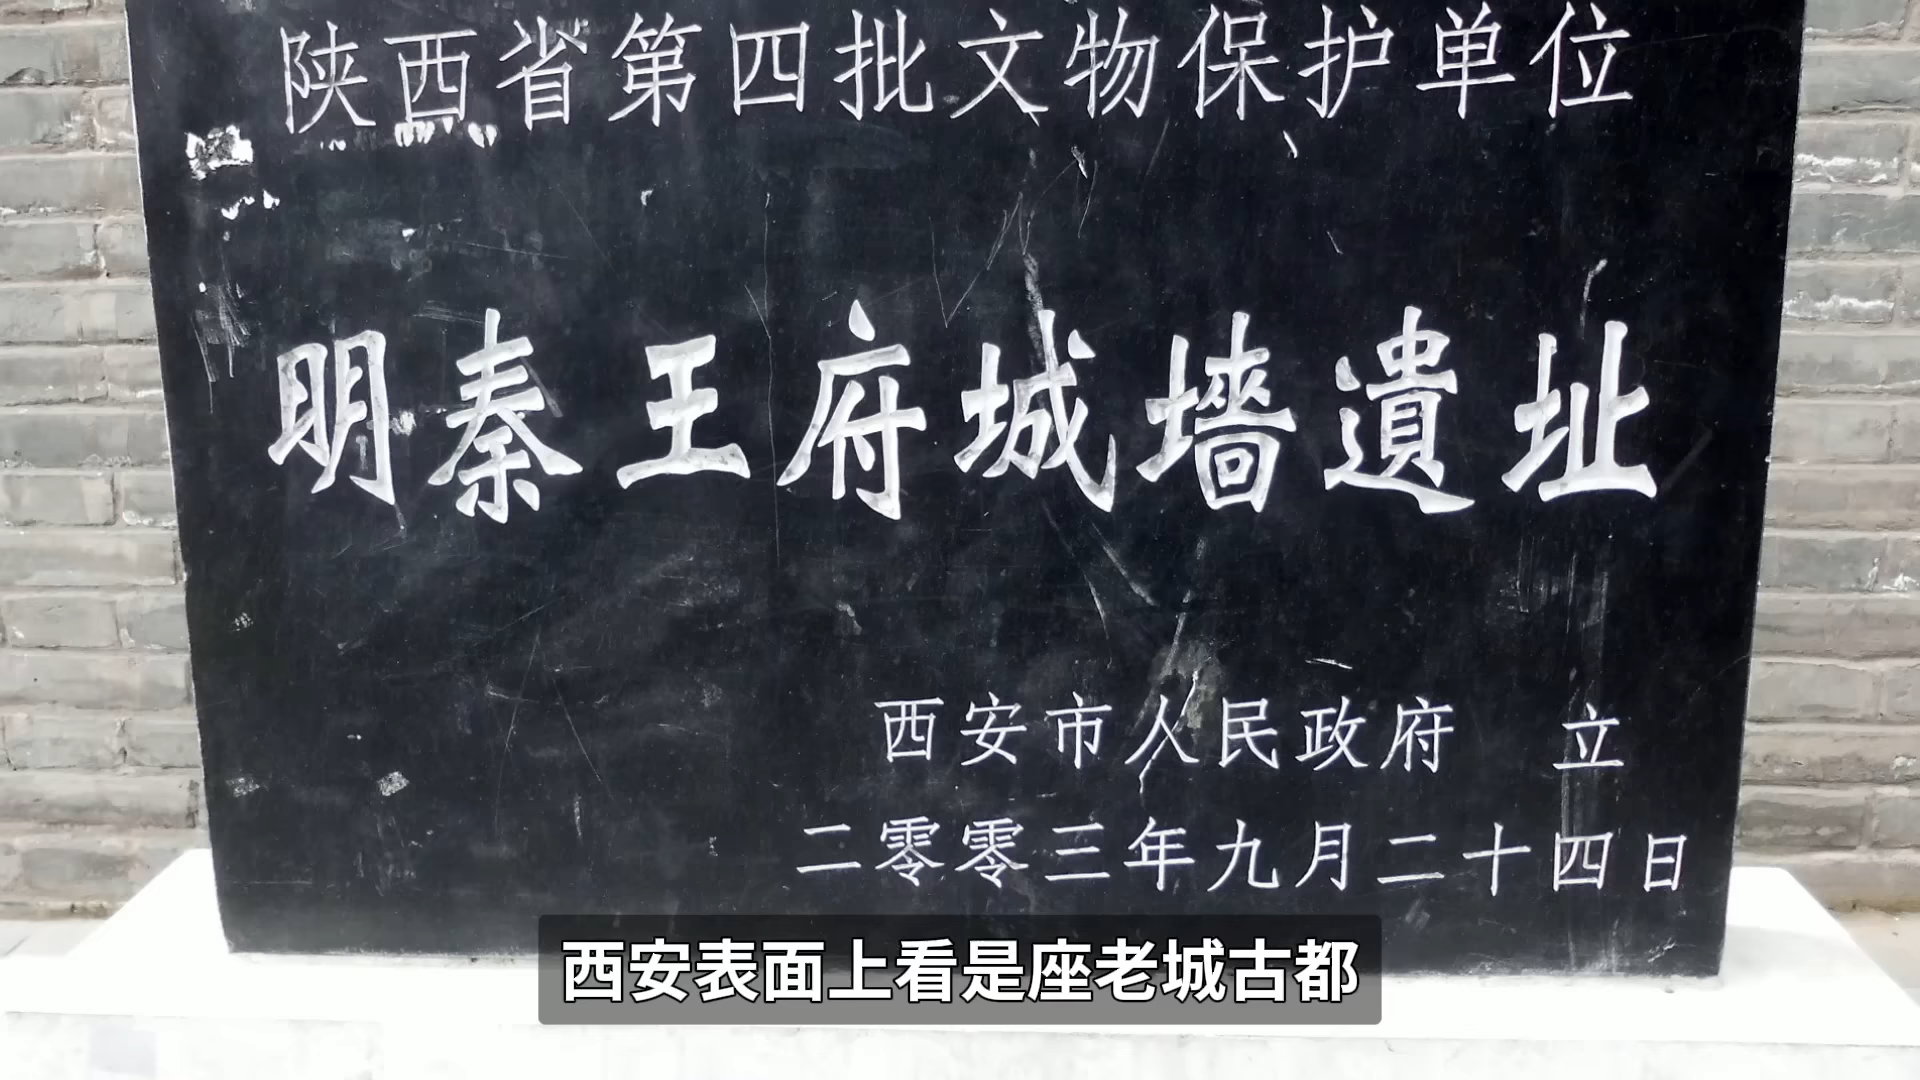 陕西省第四批文物保护单位
明秦王府城墙遺址
西安市人民政府 立
二零零三年九月二十四日
西安表面上看是座老城古都